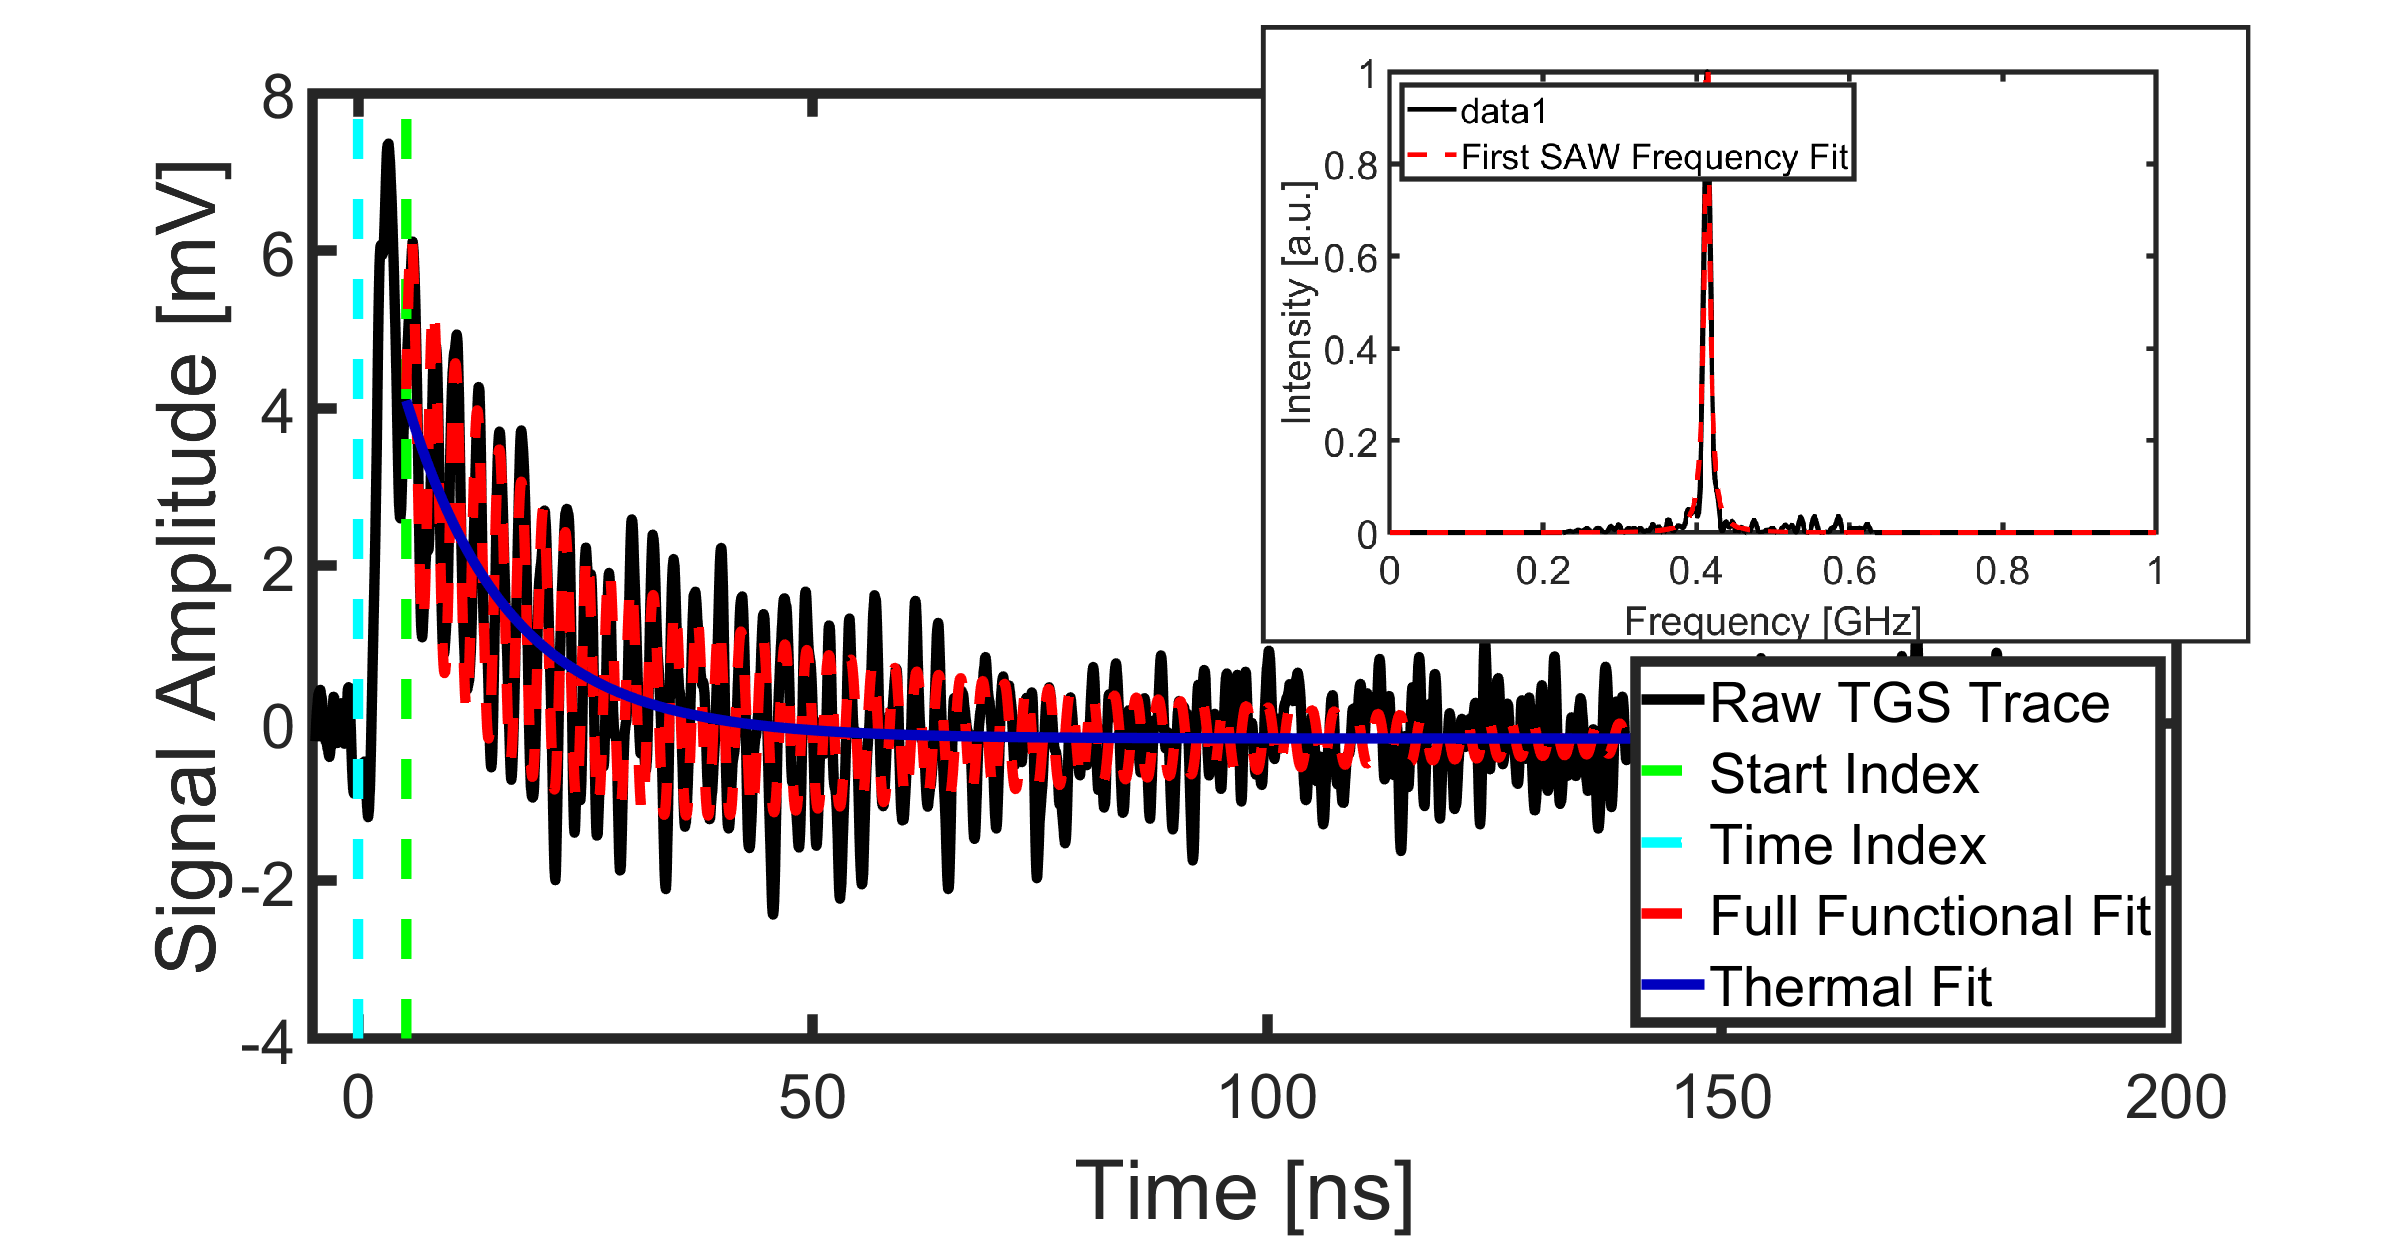 8
6
4
2
0
-2
-4
Signal Amplitude [mV]
0
50
100
150
200
Time [ns]
1
0.8
0.6
0.4
0.2
0
Intensity [a.u.]
0
0.2
0.4
0.6
0.8
1
Frequency [GHz]
data1
First SAW Frequency Fit
Raw TGS Trace
Start Index
Time Index
Full Functional Fit
Thermal Fit